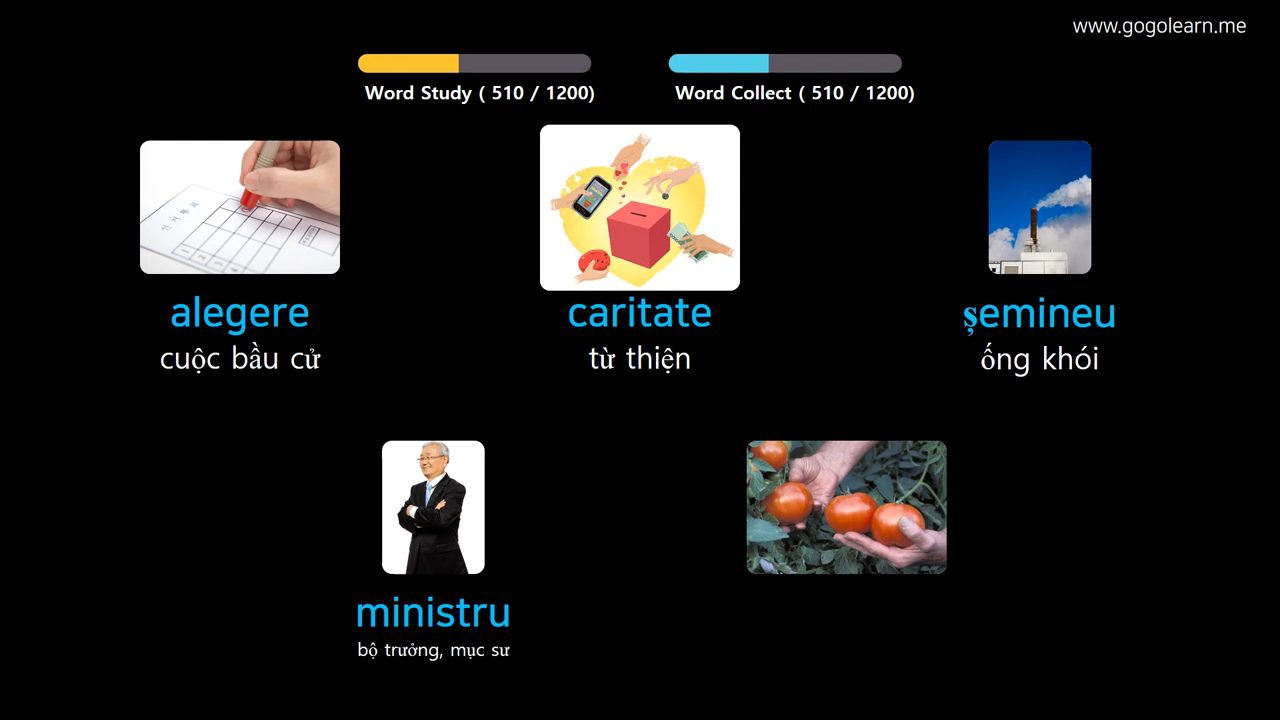 www.gogolearn.me
Word Study ( 510 / 1200)
Word Collect ( 510 / 1200)
alegere
cuộc bầu cử
caritate
từ thiện
șemineu
ống khói
ministru
bộ trưởng, mục sư